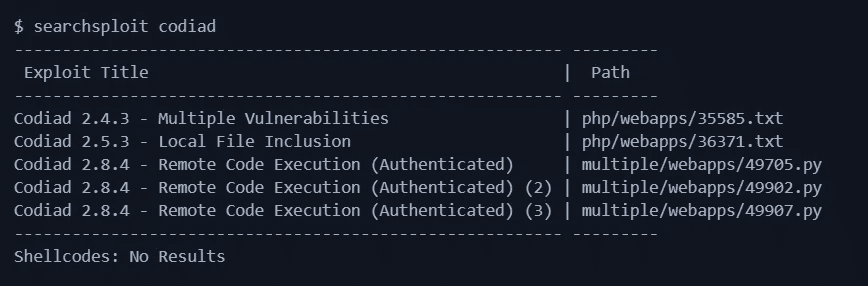 $ searchsploit codiad
--------------------------------------------------------- ---------
 Exploit Title                                           |  Path
--------------------------------------------------------- ---------
Codiad 2.4.3 - Multiple Vulnerabilities                  | php/webapps/35585.txt
Codiad 2.5.3 - Local File Inclusion                      | php/webapps/36371.txt
Codiad 2.8.4 - Remote Code Execution (Authenticated)     | multiple/webapps/49705.py
Codiad 2.8.4 - Remote Code Execution (Authenticated) (2) | multiple/webapps/49902.py
Codiad 2.8.4 - Remote Code Execution (Authenticated) (3) | multiple/webapps/49907.py
--------------------------------------------------------- ---------
Shellcodes: No Results